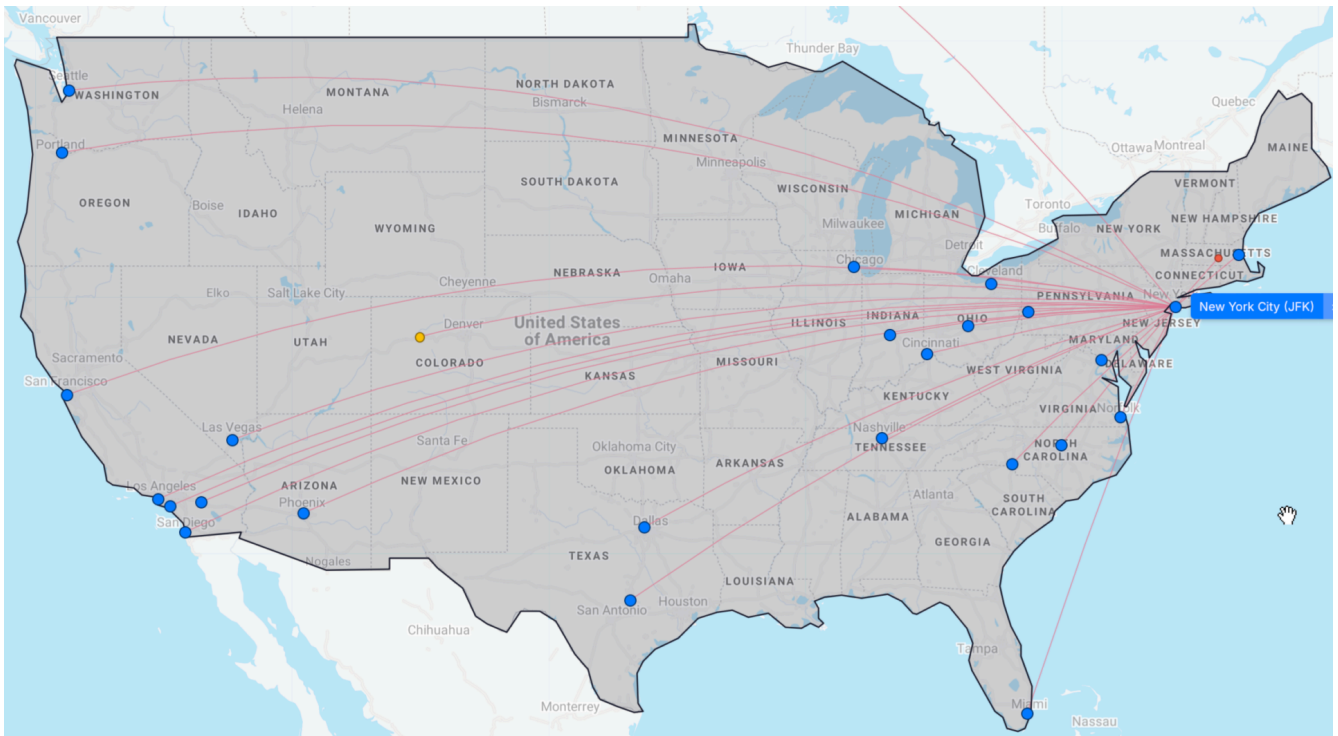 Vancouver
Thunder Bay
Seattle
WASHINGTON
MONTANA
NORTH DAKOTA
Helena
Bismarck
Quebec
Portland
MINNESOTA
Minneapolis
Ottawa
Montreal
MAINE
OREGON
Boise
IDAHO
SOUTH DAKOTA
WISCONSIN
MICHIGAN
Toronto
VERMONT
WYOMING
Milwaukee
Buffalo
NEW YORK
NEW HAMPSHIRE
Detroit
MASSACHUSETTS
Chicago
Cleveland
CONNECTICUT
Elko
Salt Lake City
Cheyenne
NEBRASKA
Omaha
IOWA
PENNSYLVANIA
New York City (JFK)
NEVADA
UTAH
Denver
United States
of America
ILLINOIS
INDIANA
OHIO
NEW JERSEY
Cincinnati
MARYLAND
DELAWARE
Sacramento
San Francisco
COLORADO
KANSAS
MISSOURI
WEST VIRGINIA
KENTUCKY
VIRGINIA
Norfolk
Las Vegas
Santa Fe
Oklahoma City
Nashville
TENNESSEE
NORTH
CAROLINA
Los Angeles
ARIZONA
Phoenix
NEW MEXICO
OKLAHOMA
ARKANSAS
Atlanta
SOUTH
CAROLINA
San Diego
Dallas
ALABAMA
GEORGIA
Nogales
TEXAS
LOUISIANA
San Antonio
Houston
Chihuahua
Tampa
Monterrey
Miami
Nassau